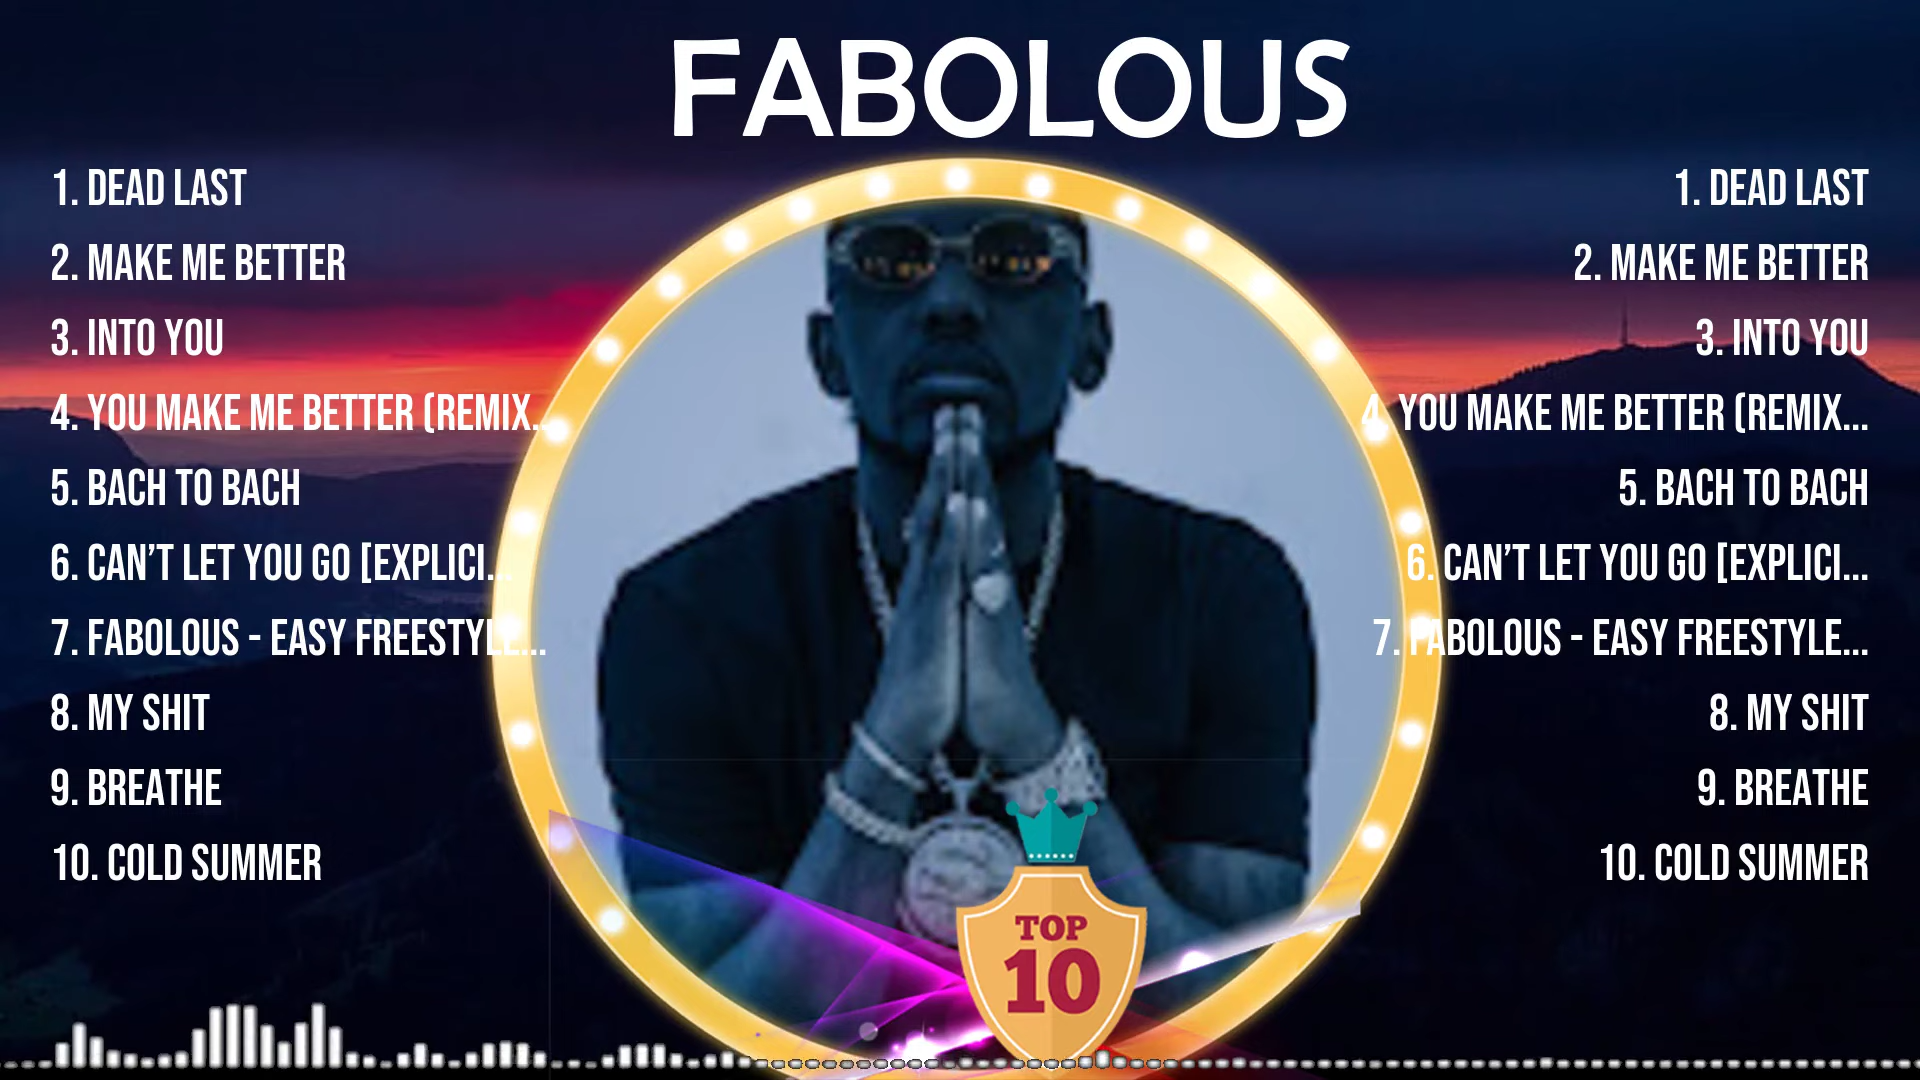 FABOLOUS
1. DEAD LAST
2. MAKE ME BETTER
3. INTO YOU
4. YOU MAKE ME BETTER (REMIX...
5. BACH TO BACH
6. CAN’T LET YOU GO [EXPLICI...
7. FABOLOUS - EASY FREESTYLE...
8. MY SHIT
9. BREATHE
10. COLD SUMMER
1. DEAD LAST
2. MAKE ME BETTER
3. INTO YOU
4. YOU MAKE ME BETTER (REMIX...
5. BACH TO BACH
6. CAN’T LET YOU GO [EXPLICI...
7. FABOLOUS - EASY FREESTYLE...
8. MY SHIT
9. BREATHE
10. COLD SUMMER
TOP
10